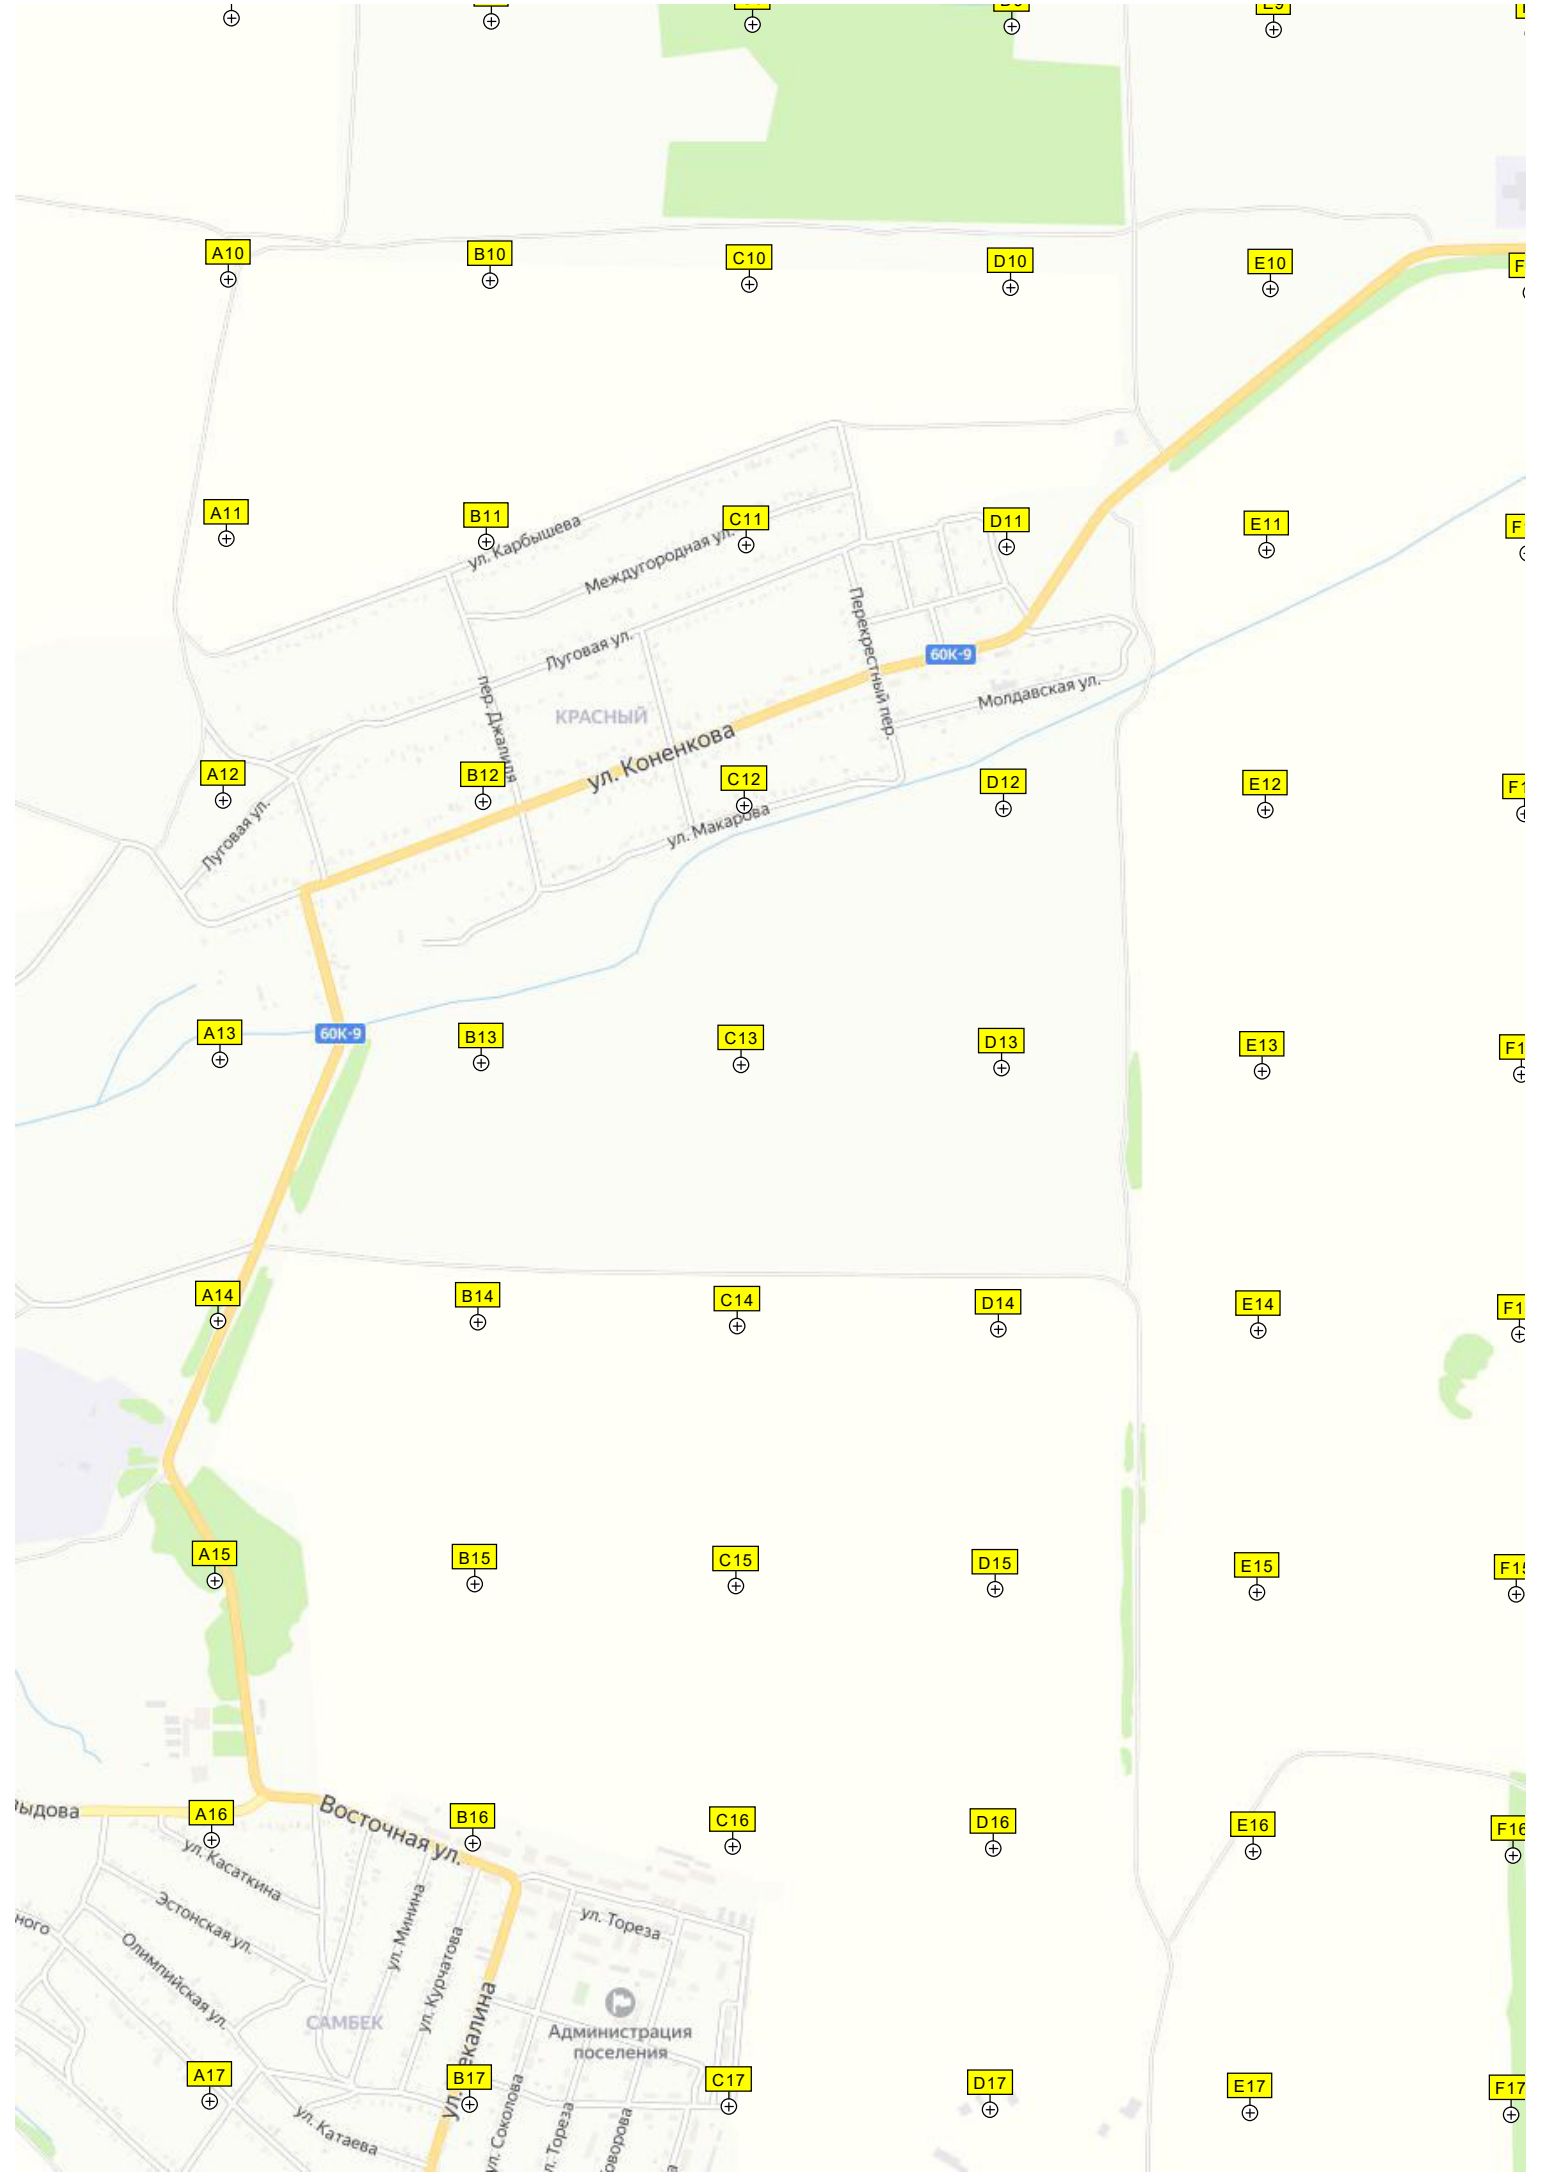 A10
B10
C10
D10
E10
A11
B11
C11
D11
E11
ул. Карбышева
Междугородная ул.
Перекрестный пер.
Луговая ул.
60К-9
пер. Джалиля
Молдавская ул.
КРАСНЫЙ
ул. Коненкова
A12
B12
C12
D12
E12
Луговая ул.
ул. Макарова
A13
60К-9
B13
C13
D13
E13
A14
B14
C14
D14
E14
A15
B15
C15
D15
E15
F15
A16
Восточная ул.
B16
C16
D16
E16
F16
ул. Касаткина
Эстонская ул.
ул. Минина
ул. Курчатова
ул. Тореза
Олимпийская ул.
САМБЕК
Администрация
поселения
A17
B17
C17
D17
E17
F17
ул. Катаева
ул. Соколова